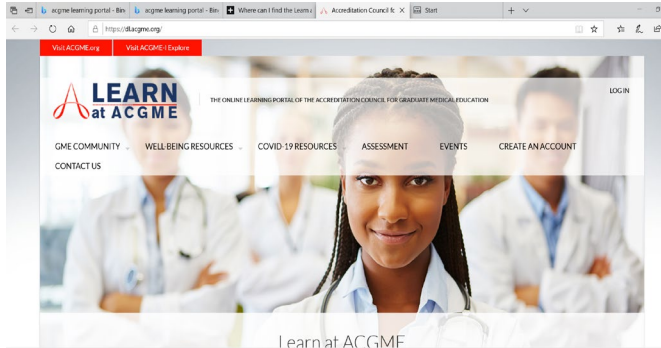 acme learning portal - Bin
acgme learning portal - Bin
Where can I find the Learn
Accreditation Council fc
Start
https://dl.acgme.org/
Visit ACGME.org
Visit ACGME-I Explore
LEARN
at ACGME
THE ONLINE LEARNING PORTAL OF THE ACCREDITATION COUNCIL FOR GRADUATE MEDICAL EDUCATION
LOG IN
GME COMMUNITY
WELL-BEING RESOURCES
COVID-19 RESOURCES
ASSESSMENT
EVENTS
CREATE AN ACCOUNT
CONTACT US
Learn at ACGME